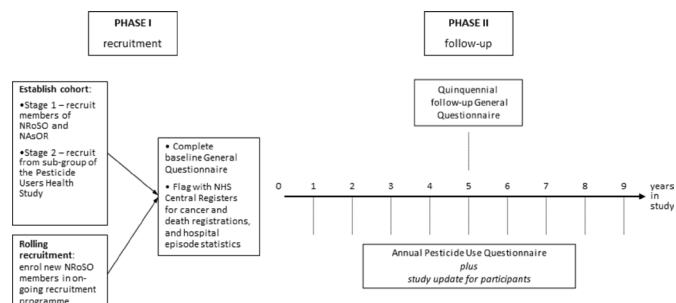 PHASE I
recruitment
PHASE II
follow-up
Establish cohort:
•Stage 1 – recruit
members of
NRoSO and
NAsOR
•Stage 2 – recruit
from sub-group of
the Pesticide
Users Health
Study
Rolling
recruitment:
enrol new NRoSO
members in on-
going recruitment
programme
• Complete
baseline General
Questionnaire
• Flag with NHS
Central Registers
for cancer and
death registrations,
and hospital
episode statistics
Quinquennial
follow-up General
Questionnaire
0 1 2 3 4 5 6 7 8 9 years
in
study
Annual Pesticide Use Questionnaire
plus
study update for participants